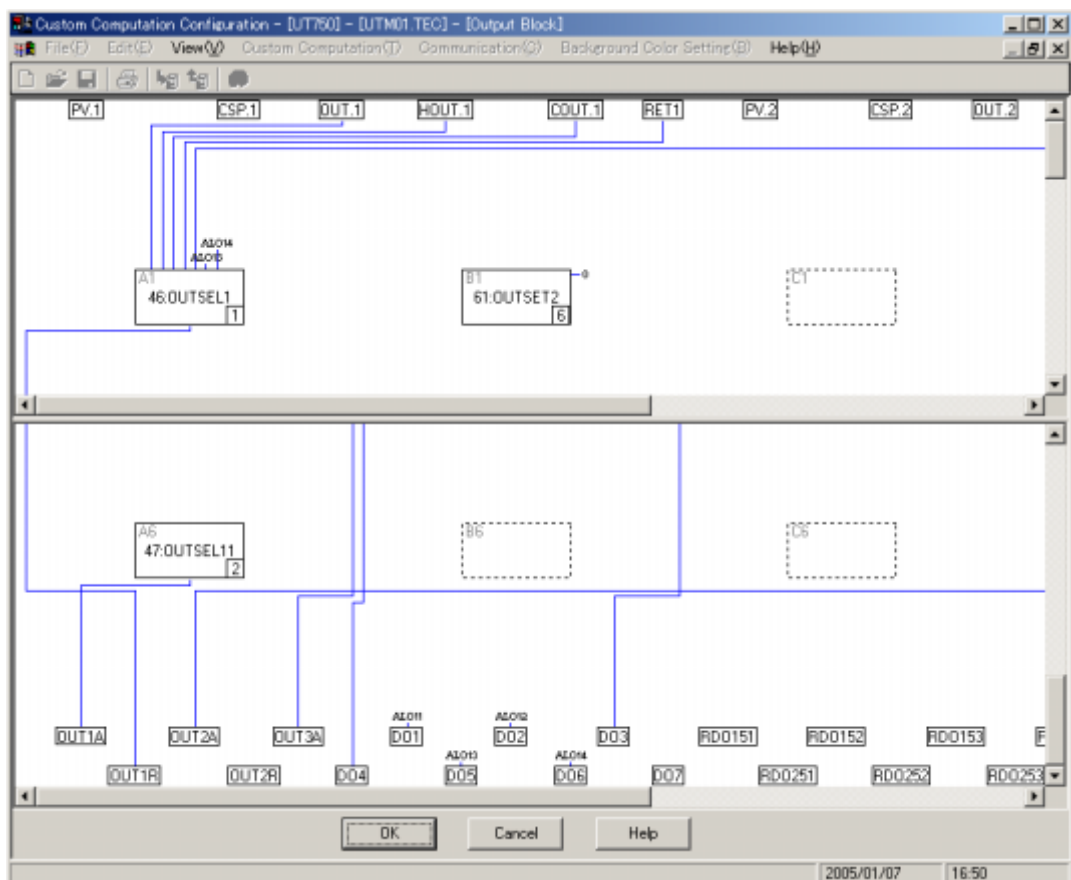 Custom Computation Configuration - [UT750] - [UTM01.TEC] - [Output Block]
File(F) Edit(E) View(V) Custom Computation(T) Communication(C) Background Color Setting(B) Help(H)
PV.1 CSP.1 OUT.1 HOUT.1 COUT.1 RET1 PV.2 CSP.2 OUT.2
ALO14
ALO13
A1 B1 C1
46:OUTSEL1 61:OUTSET2
1 6
A6 B6 C6
47:OUTSEL11
2
ALO11 ALO12
OUT1A OUT2A OUT3A DO1 DO2 DO3 RDO151 RDO152 RDO153
ALO13 ALO14
OUT1R OUT2R DO4 DO5 DO6 DO7 RDO251 RDO252 RDO253
OK Cancel Help
2005/01/07 16:50